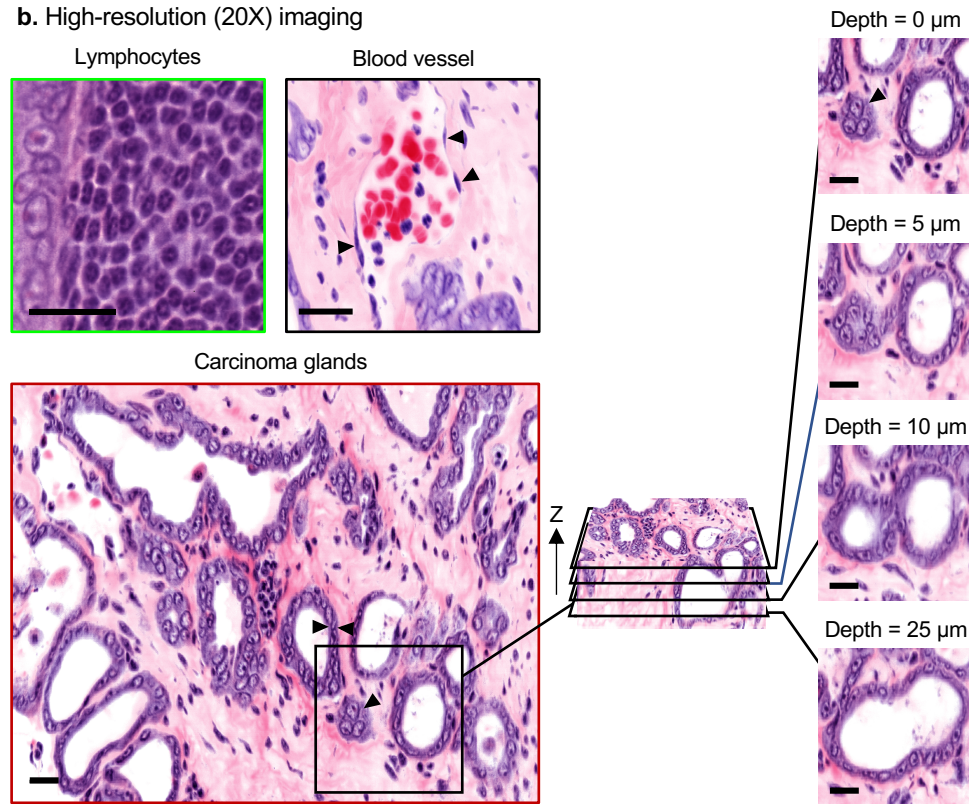 b. High-resolution (20X) imaging
Lymphocytes
Blood vessel
Carcinoma glands
Z
Depth = 0 μm
Depth = 5 μm
Depth = 10 μm
Depth = 25 μm